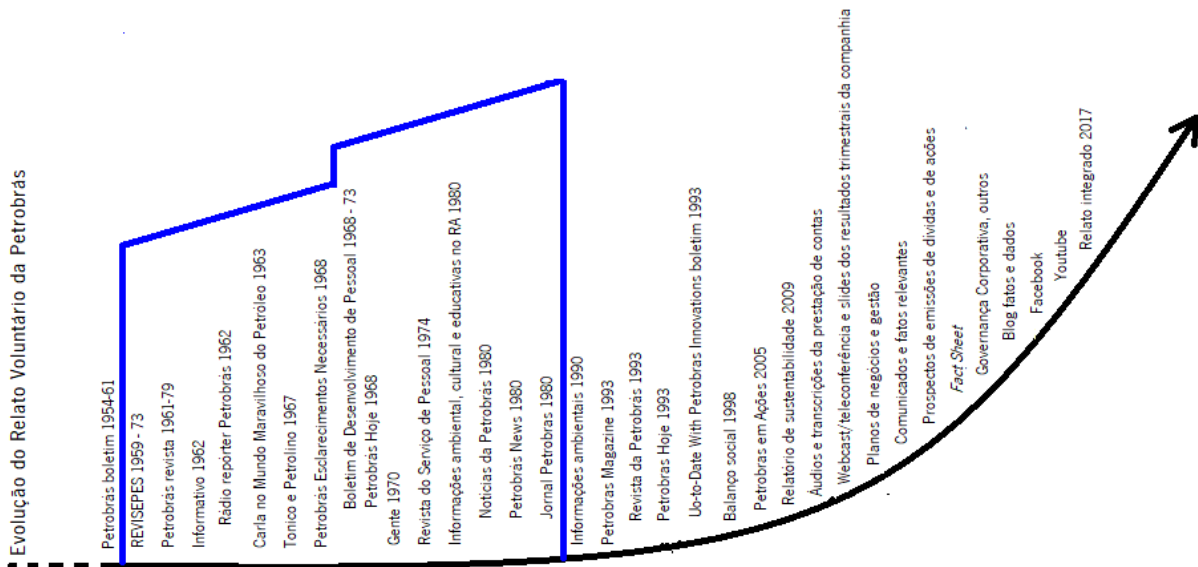 Evolução do Relato Voluntário da Petrobrás
Petrobrás boletim 1954-61
REVISEPES 1959 - 73
Petrobrás revista 1961-79
Informativo 1962
Rádio repórter Petrobrás 1962
Carla no Mundo Maravilhoso do Petróleo 1963
Tonico e Petrolino 1967
Petrobrás Esclarecimentos Necessários 1968
Boletim de Desenvolvimento de Pessoal 1968 - 73
Petrobrás Hoje 1968
Gente 1970
Revista do Serviço de Pessoal 1974
Informações ambiental, cultural e educativas no RA 1980
Notícias da Petrobrás 1980
Petrobrás News 1980
Jornal Petrobras 1980
Informações ambientais 1990
Petrobras Magazine 1993
Revista da Petrobrás 1993
Petrobras Hoje 1993
Uo-to-Date With Petrobras Innovations boletim 1993
Balanço social 1998
Petrobras em Ações 2005
Relatório de sustentabilidade 2009
Áudios e transcrições da prestação de contas
Webcast/teleconferência e slides dos resultados trimestrais da companhia
Planos de negócios e gestão
Comunicados e fatos relevantes
Prospectos de emissões de dívidas e de acões
Fact Sheet
Governança Corporativa, outros
Blog fatos e dados
Facebook
Youtube
Relato integrado 2017